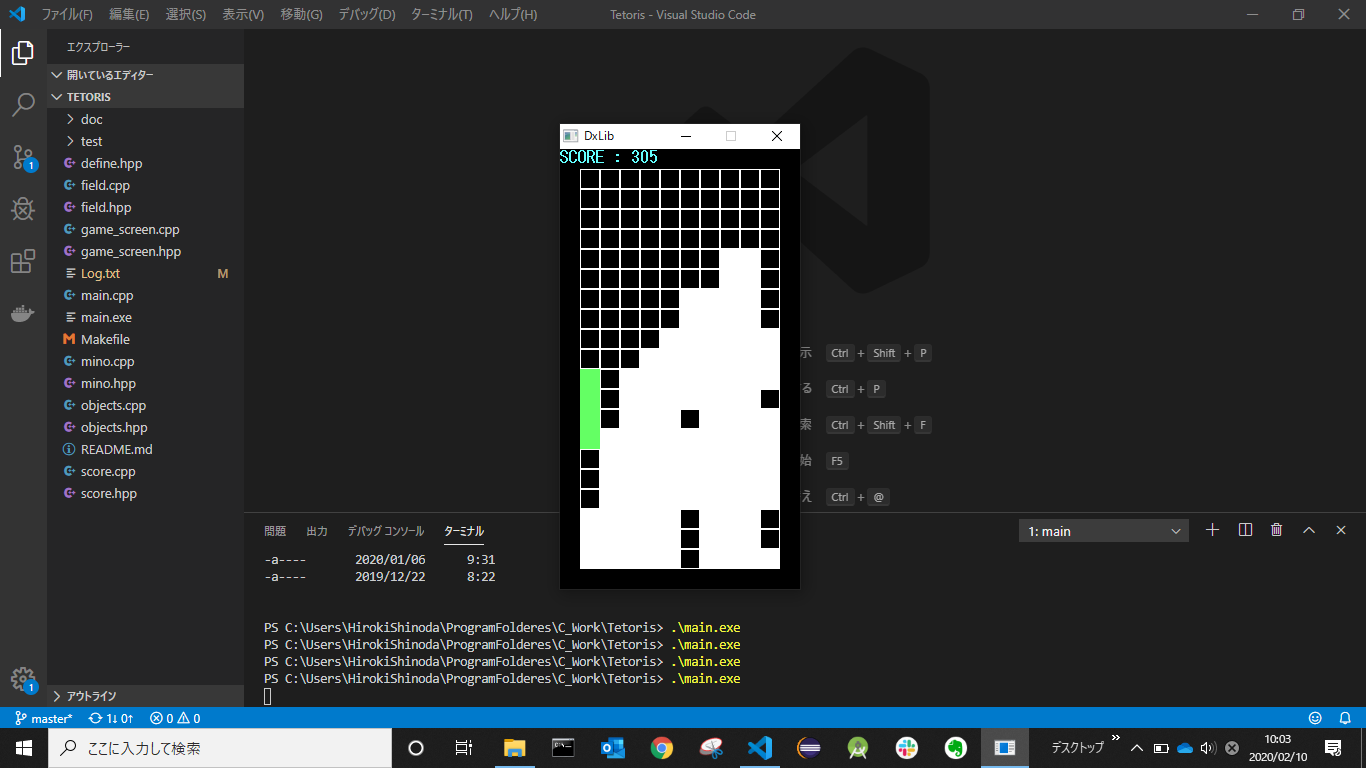 ファイル(F) 編集(E) 選択(S) 表示(V) 移動(G) デバッグ(D) ターミナル(T) ヘルプ(H) Tetoris - Visual Studio Code
エクスプローラー
開いているエディター
TETORIS
doc
test
define.hpp
field.cpp
field.hpp
game_screen.cpp
game_screen.hpp
Log.txt M
main.cpp
main.exe
Makefile
mino.cpp
mino.hpp
objects.cpp
objects.hpp
README.md
score.cpp
score.hpp
アウトライン
1
1
DxLib
SCORE : 305
示 Ctrl + Shift + P
る Ctrl + P
索 Ctrl + Shift + F
始 F5
え Ctrl + @
問題 出力 デバッグ コンソール ターミナル 1: main
-a---- 2020/01/06 9:31
-a---- 2019/12/22 8:22
PS C:\Users\HirokiShinoda\ProgramFolderes\C_Work\Tetoris> .\main.exe
PS C:\Users\HirokiShinoda\ProgramFolderes\C_Work\Tetoris> .\main.exe
PS C:\Users\HirokiShinoda\ProgramFolderes\C_Work\Tetoris> .\main.exe
PS C:\Users\HirokiShinoda\ProgramFolderes\C_Work\Tetoris> .\main.exe
master* 1↓ 0↑ 0 0
ここに入力して検索 デスクトップ 10:03
2020/02/10